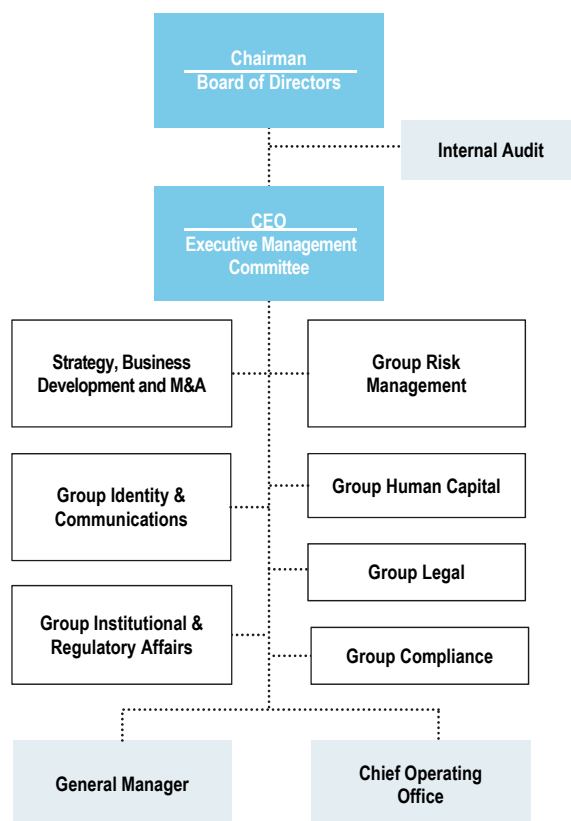 Chairman
Board of Directors
Internal Audit
CEO
Executive Management
Committee
Strategy, Business
Development and M&A
Group Risk
Management
Group Identity &
Communications
Group Human Capital
Group Legal
Group Institutional &
Regulatory Affairs
Group Compliance
General Manager
Chief Operating
Office